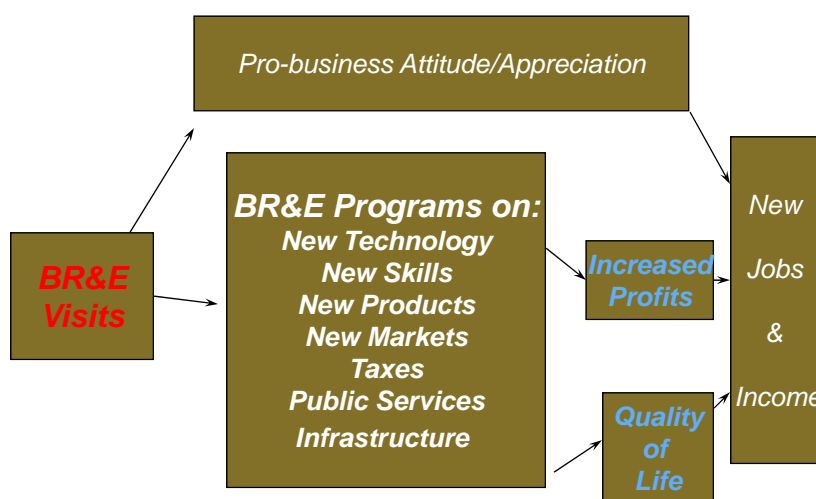 Pro-business Attitude/Appreciation
BR&E
Visits
BR&E Programs on:
New Technology
New Skills
New Products
New Markets
Taxes
Public Services
Infrastructure
Increased
Profits
Quality
of
Life
New
Jobs
&
Income